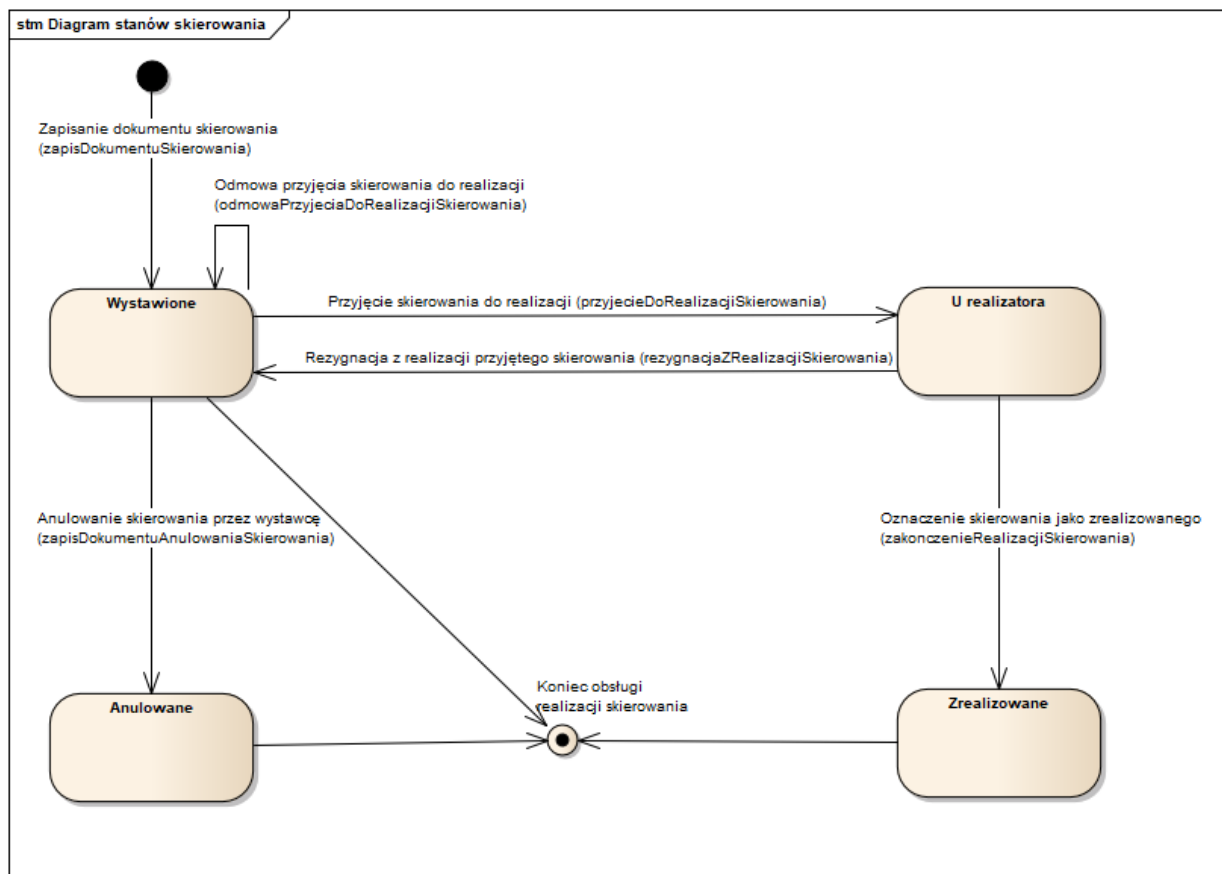 stm Diagram stanów skierowania
Zapisanie dokumentu skierowania
(zapisDokumentuSkierowania)
Odmowa przyjęcia skierowania do realizacji
(odmowaPrzyjeciaDoRealizacjiSkierowania)
Wystawione
Przyjęcie skierowania do realizacji (przyjecieDoRealizacjiSkierowania)
U realizatora
Rezygnacja z realizacji przyjętego skierowania (rezygnacjaZRealizacjiSkierowania)
Anulowanie skierowania przez wystawcę
(zapisDokumentuAnulowaniaSkierowania)
Oznaczenie skierowania jako zrealizowanego
(zakonczenieRealizacjiSkierowania)
Anulowane
Koniec obsługi
realizacji skierowania
Zrealizowane